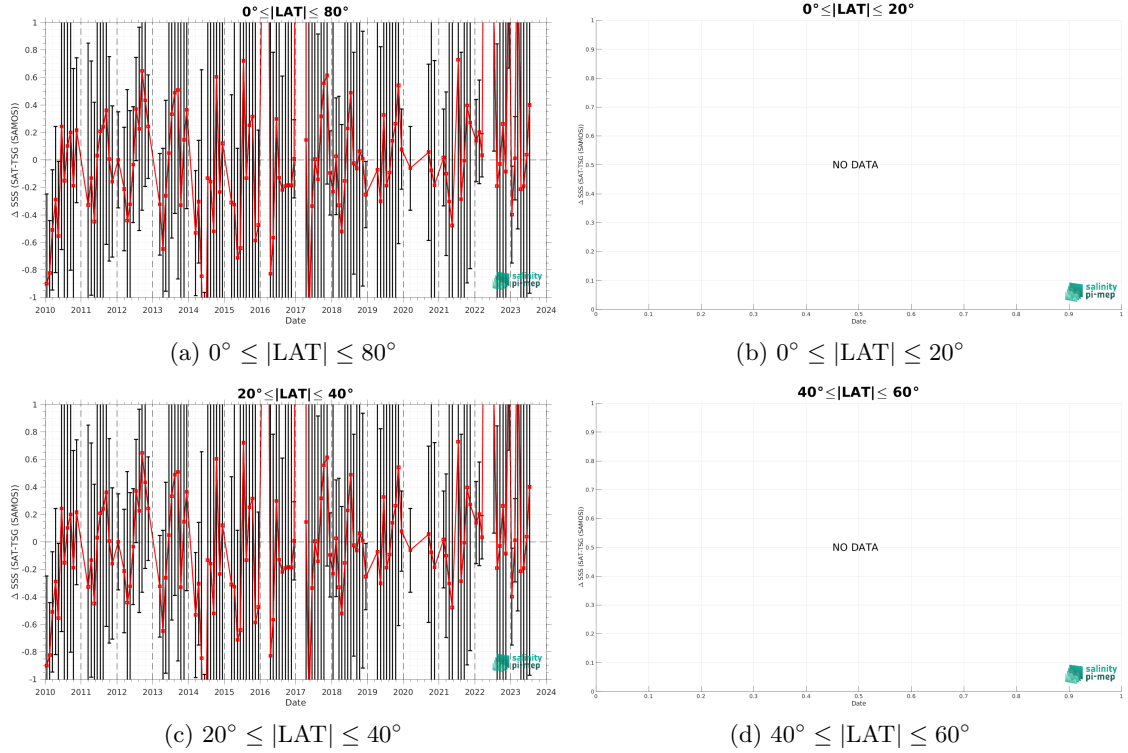 0°≤|LAT|≤ 80°
Δ SSS (SAT-TSG (SAMOS))
1
0.8
0.6
0.4
0.2
0
-0.2
-0.4
-0.6
-0.8
-1
2010 2011 2012 2013 2014 2015 2016 2017 2018 2019 2020 2021 2022 2023 2024
Date
salinity
pi-mep
(a) 0° ≤ |LAT| ≤ 80°
0°≤|LAT|≤ 20°
Δ SSS (SAT-TSG (SAMOS))
1
0.9
0.8
0.7
0.6
0.5
0.4
0.3
0.2
0.1
0
NO DATA
0 0.1 0.2 0.3 0.4 0.5 0.6 0.7 0.8 0.9 1
Date
salinity
pi-mep
(b) 0° ≤ |LAT| ≤ 20°
20°≤|LAT|≤ 40°
Δ SSS (SAT-TSG (SAMOS))
1
0.8
0.6
0.4
0.2
0
-0.2
-0.4
-0.6
-0.8
-1
2010 2011 2012 2013 2014 2015 2016 2017 2018 2019 2020 2021 2022 2023 2024
Date
salinity
pi-mep
(c) 20° ≤ |LAT| ≤ 40°
40°≤|LAT|≤ 60°
Δ SSS (SAT-TSG (SAMOS))
1
0.9
0.8
0.7
0.6
0.5
0.4
0.3
0.2
0.1
0
NO DATA
0 0.1 0.2 0.3 0.4 0.5 0.6 0.7 0.8 0.9 1
Date
salinity
pi-mep
(d) 40° ≤ |LAT| ≤ 60°